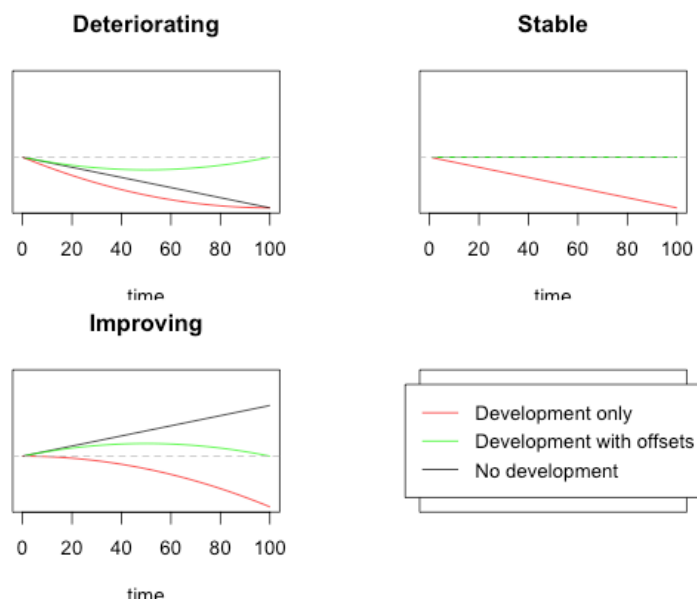 Deteriorating
0 20 40 60 80 100
time
Stable
0 20 40 60 80 100
time
Improving
0 20 40 60 80 100
time
Development only
Development with offsets
No development